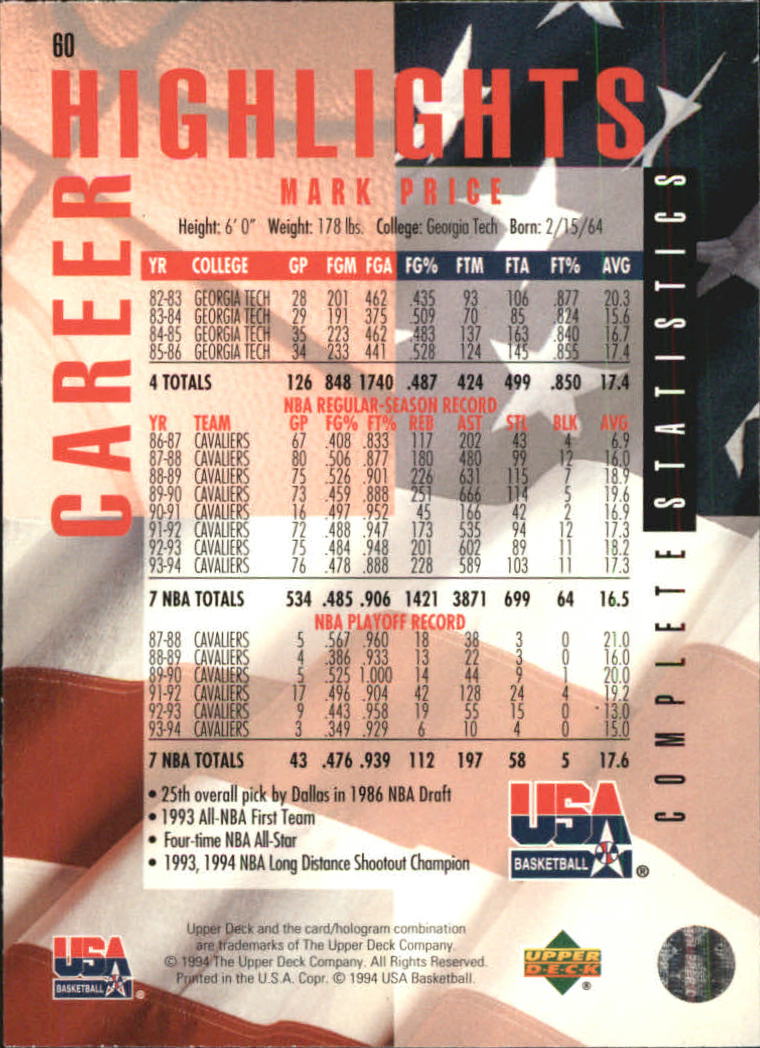 60
CAREER HIGHLIGHTS
MARK PRICE
Height: 6' 0" Weight: 178 lbs. College: Georgia Tech Born: 2/15/64
YR COLLEGE GP FGM FGA FG% FTM FTA FT% AVG
82-83 GEORGIA TECH 28 201 462 .435 93 106 .877 20.3
83-84 GEORGIA TECH 29 191 375 .509 70 85 .824 15.6
84-85 GEORGIA TECH 35 223 462 .483 137 163 .840 16.7
85-86 GEORGIA TECH 34 233 441 .528 124 145 .855 17.4
4 TOTALS 126 848 1740 .487 424 499 .850 17.4
NBA REGULAR-SEASON RECORD
YR TEAM GP FG% FT% REB AST STL BLK AVG
86-87 CAVALIERS 67 .408 .833 117 202 43 4 6.9
87-88 CAVALIERS 80 .506 .877 180 480 99 12 16.0
88-89 CAVALIERS 75 .526 .901 226 631 115 7 18.9
89-90 CAVALIERS 73 .459 .888 251 666 114 5 19.6
90-91 CAVALIERS 16 .497 .952 45 166 42 2 16.9
91-92 CAVALIERS 72 .488 .947 173 535 94 12 17.3
92-93 CAVALIERS 75 .484 .948 201 602 89 11 18.2
93-94 CAVALIERS 76 .478 .888 228 589 103 11 17.3
7 NBA TOTALS 534 .485 .906 1421 3871 699 64 16.5
NBA PLAYOFF RECORD
87-88 CAVALIERS 5 .567 .960 18 38 3 0 21.0
88-89 CAVALIERS 4 .386 .933 13 22 3 0 16.0
89-90 CAVALIERS 5 .525 1.000 14 44 9 1 20.0
91-92 CAVALIERS 17 .496 .904 42 128 24 4 19.2
92-93 CAVALIERS 9 .443 .958 19 55 15 0 13.0
93-94 CAVALIERS 3 .349 .929 6 10 4 0 15.0
7 NBA TOTALS 43 .476 .939 112 197 58 5 17.6
• 25th overall pick by Dallas in 1986 NBA Draft
• 1993 All-NBA First Team
• Four-time NBA All-Star
• 1993, 1994 NBA Long Distance Shootout Champion
USA
BASKETBALL ®
COMPLETE STATISTICS
Upper Deck and the card/hologram combination
are trademarks of The Upper Deck Company.
© 1994 The Upper Deck Company. All Rights Reserved.
Printed in the U.S.A. Copr. © 1994 USA Basketball.
USA
BASKETBALL ®
UPPER
DECK ®